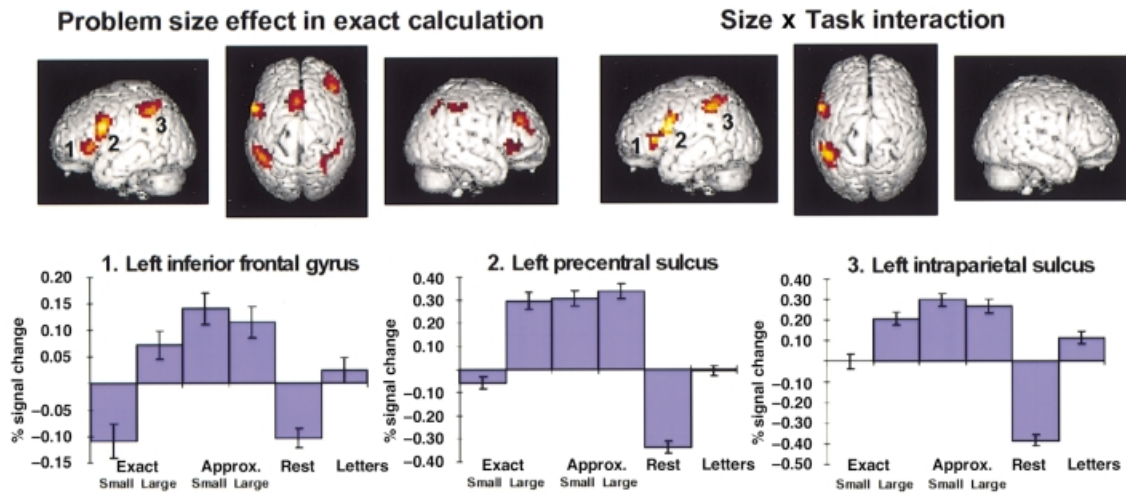 Problem size effect in exact calculation
Size x Task interaction
1 2 3
1 2 3
1. Left inferior frontal gyrus
% signal change
0.20
0.15
0.10
0.05
−0.05
−0.10
−0.15
Exact Approx. Rest Letters
Small Large Small Large
2. Left precentral sulcus
% signal change
0.40
0.30
0.20
0.10
−0.10
−0.20
−0.30
−0.40
Exact Approx. Rest Letters
Small Large Small Large
3. Left intraparietal sulcus
% signal change
0.40
0.30
0.20
0.10
−0.10
−0.20
−0.30
−0.40
−0.50
Exact Approx. Rest Letters
Small Large Small Large